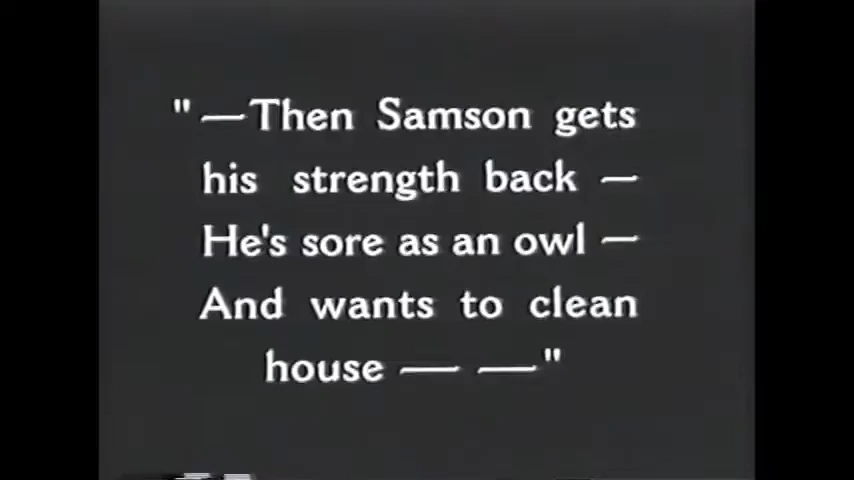 "—Then Samson gets
his strength back —
He's sore as an owl —
And wants to clean
house — —"